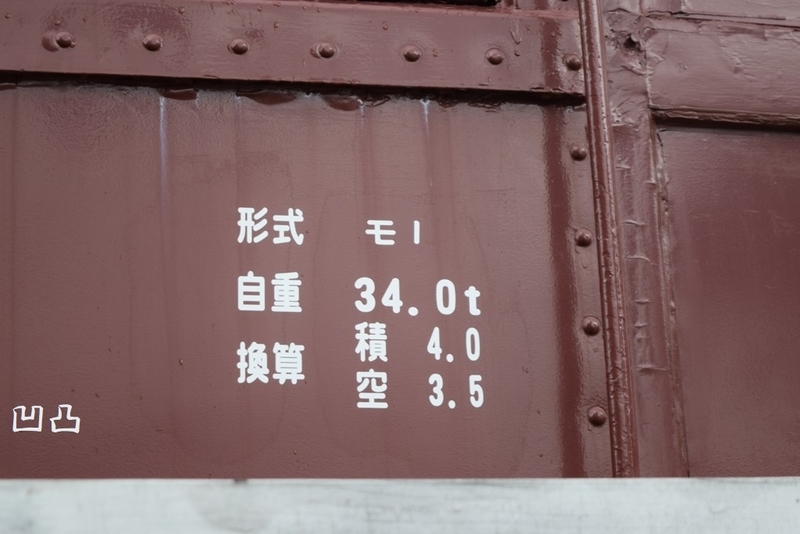 形式 モ1
自重 34.0t
換算 積 4.0
空 3.5
凹凸